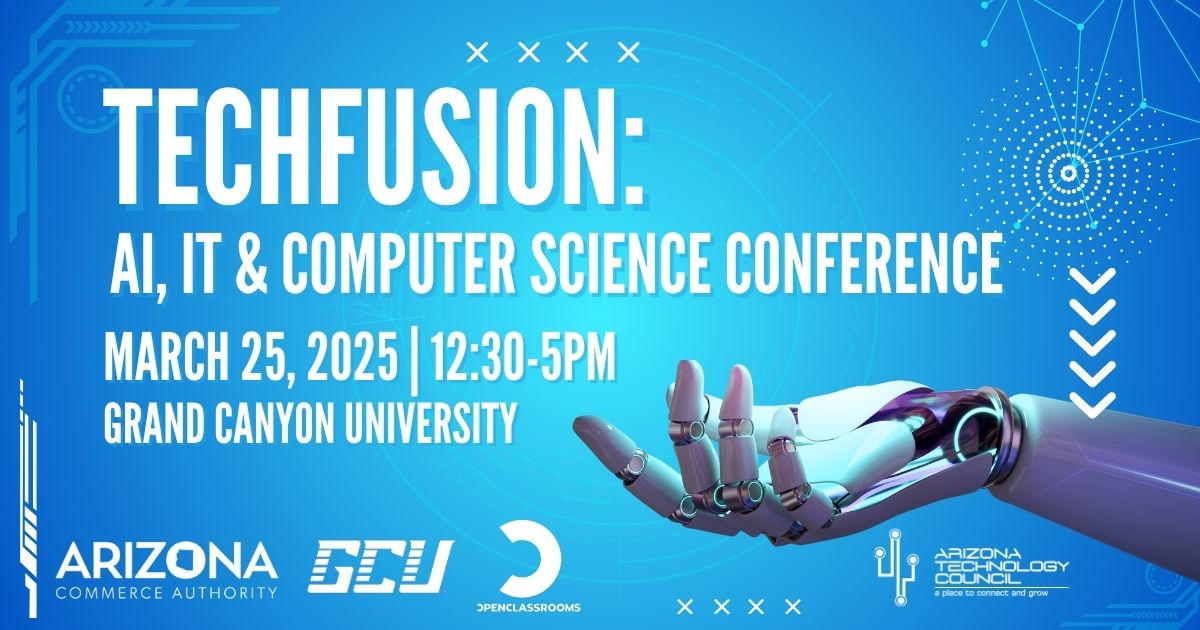 TECHFUSION:
AI, IT & COMPUTER SCIENCE CONFERENCE
MARCH 25, 2025 | 12:30-5PM
GRAND CANYON UNIVERSITY
ARIZONA
COMMERCE AUTHORITY
GCU
OPENCLASSROOMS
ARIZONA
TECHNOLOGY
COUNCIL
a place to connect and grow